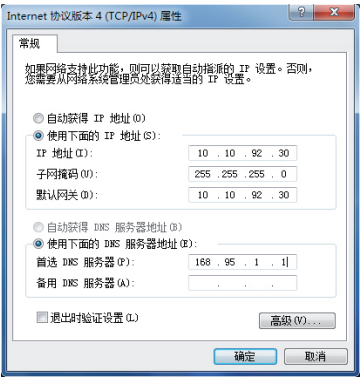 Internet 协议版本 4 (TCP/IPv4) 属性
常规
如果网络支持此功能，则可以获取自动指派的 IP 设置。否则，
您需要从网络系统管理员处获得适当的 IP 设置。
自动获得 IP 地址(O)
使用下面的 IP 地址(S):
IP 地址(I): 10 . 10 . 92 . 30
子网掩码(U): 255 . 255 . 255 . 0
默认网关(D): 10 . 10 . 92 . 30
自动获得 DNS 服务器地址(B)
使用下面的 DNS 服务器地址(E):
首选 DNS 服务器(P): 168 . 95 . 1 . 1
备用 DNS 服务器(A): . . .
退出时验证设置(L)
高级(V)...
确定 取消